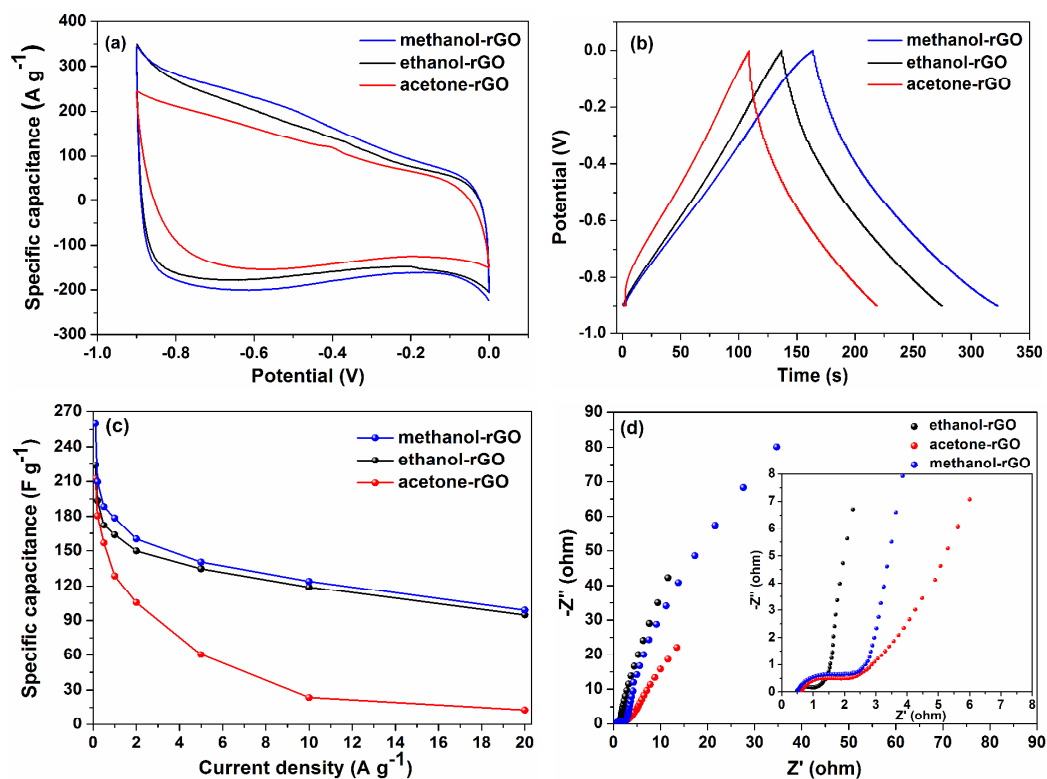 (a)
methanol-rGO
ethanol-rGO
acetone-rGO
Specific capacitance (A g⁻¹)
400
350
300
250
200
150
100
50
0
-50
-100
-150
-200
-250
-300
-1.0 -0.8 -0.6 -0.4 -0.2 0.0
Potential (V)
(b)
methanol-rGO
ethanol-rGO
acetone-rGO
Potential (V)
0.0
-0.2
-0.4
-0.6
-0.8
-1.0
0 50 100 150 200 250 300 350
Time (s)
(c)
methanol-rGO
ethanol-rGO
acetone-rGO
Specific capacitance (F g⁻¹)
270
240
210
180
150
120
90
60
30
0
0 2 4 6 8 10 12 14 16 18 20
Current density (A g⁻¹)
(d)
ethanol-rGO
acetone-rGO
methanol-rGO
-Z'' (ohm)
90
80
70
60
50
40
30
20
10
0
0 10 20 30 40 50 60 70 80 90
Z' (ohm)
-Z'' (ohm)
8
7
6
5
4
3
2
1
0
0 1 2 3 4 5 6 7 8
Z' (ohm)